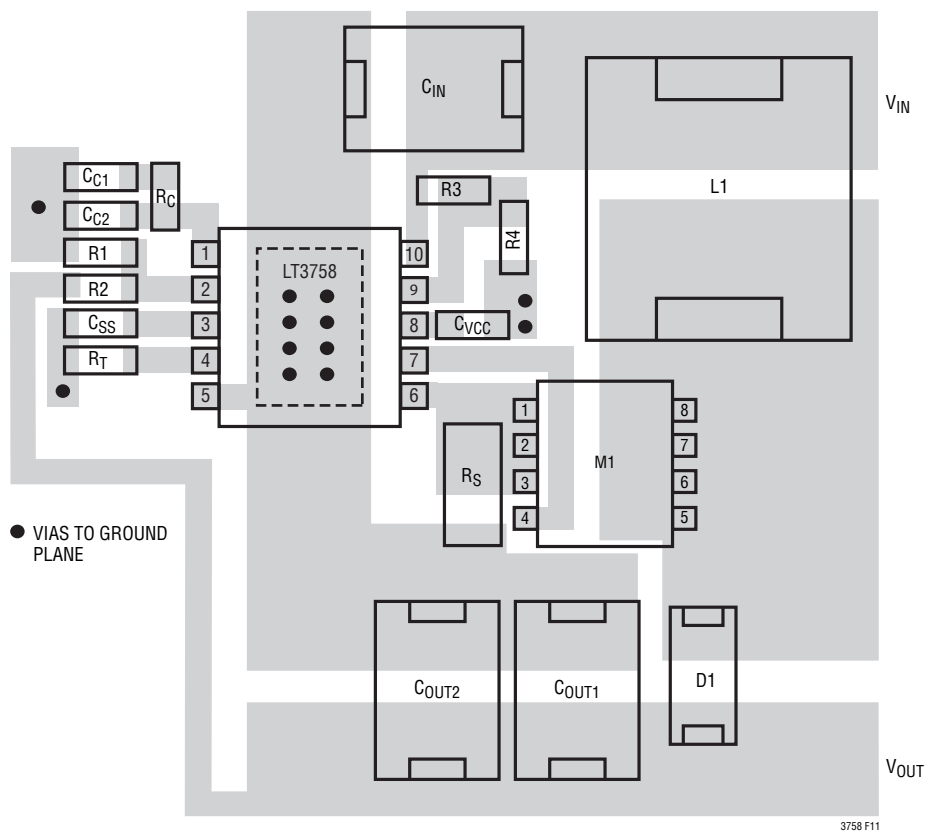 CIN
VIN
L1
CC1
RC
R3
CC2
R4
R1
1
LT3758
10
R2
2
9
CSS
3
8
CVCC
RT
4
7
5
6
1
8
2
M1
7
RS
3
6
4
5
VIAS TO GROUND
PLANE
COUT2
COUT1
D1
VOUT
3758 F11